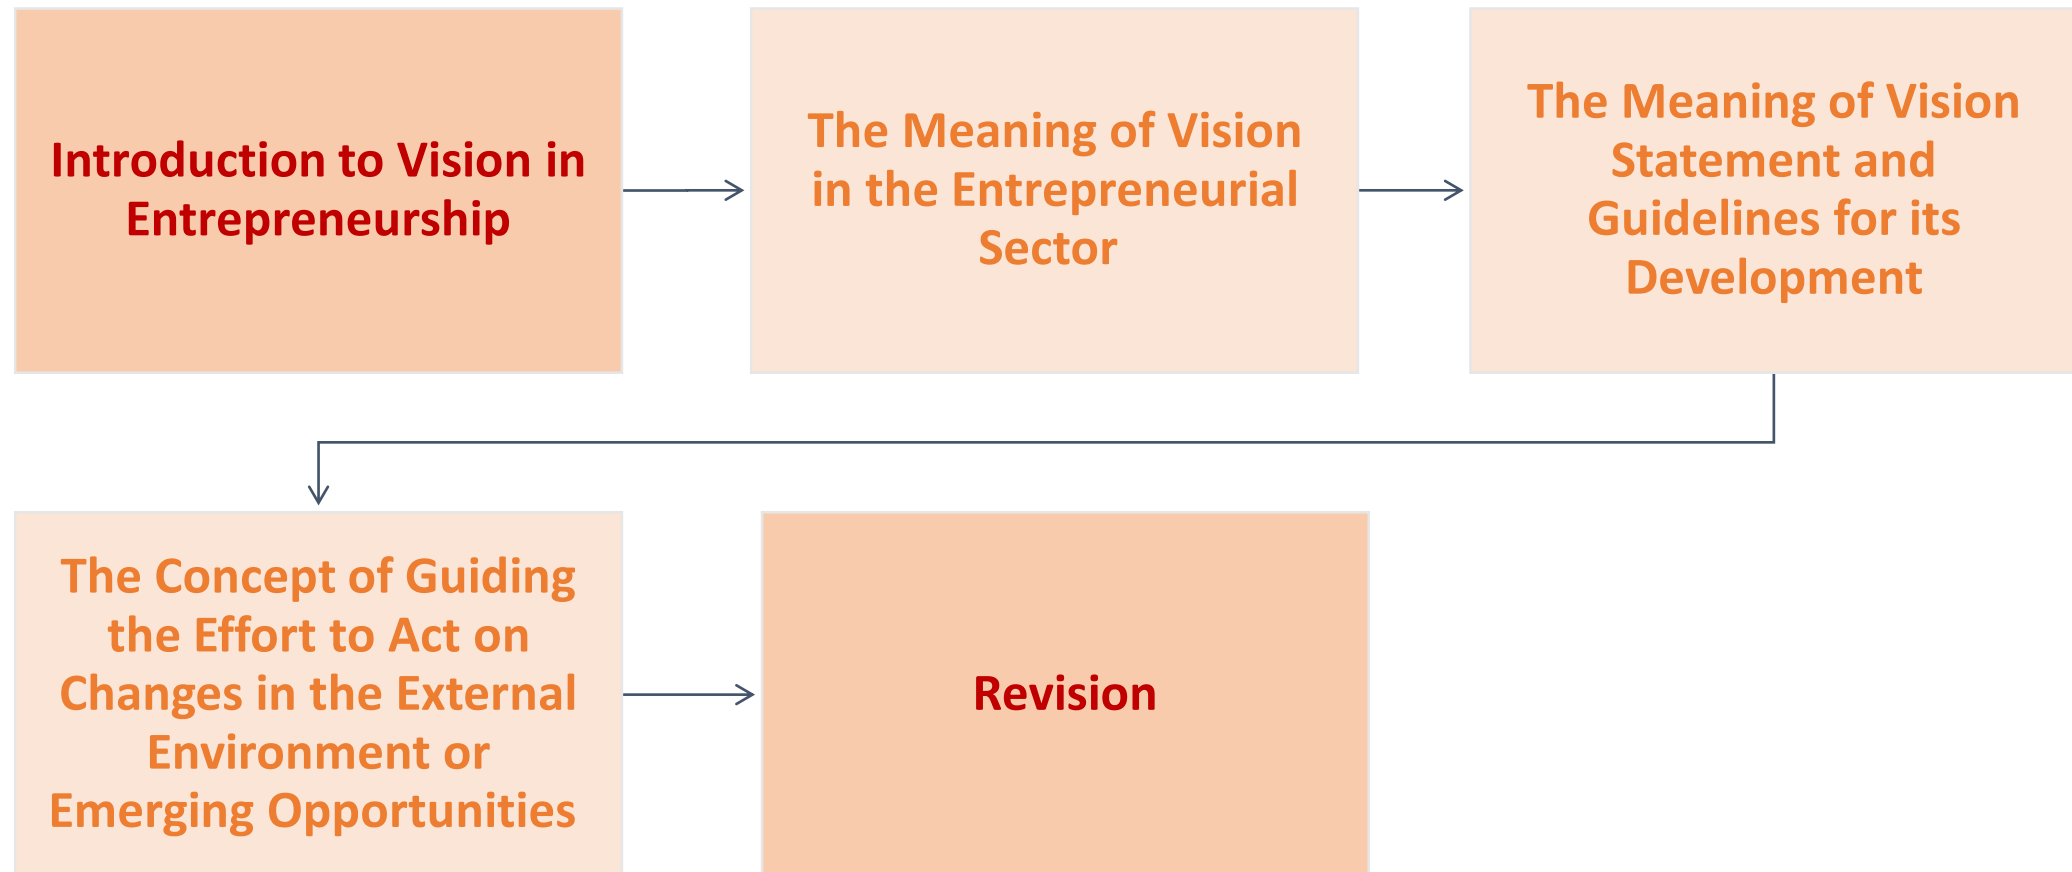 Introduction to Vision in
Entrepreneurship
The Meaning of Vision
in the Entrepreneurial
Sector
The Meaning of Vision
Statement and
Guidelines for its
Development
The Concept of Guiding
the Effort to Act on
Changes in the External
Environment or
Emerging Opportunities
Revision